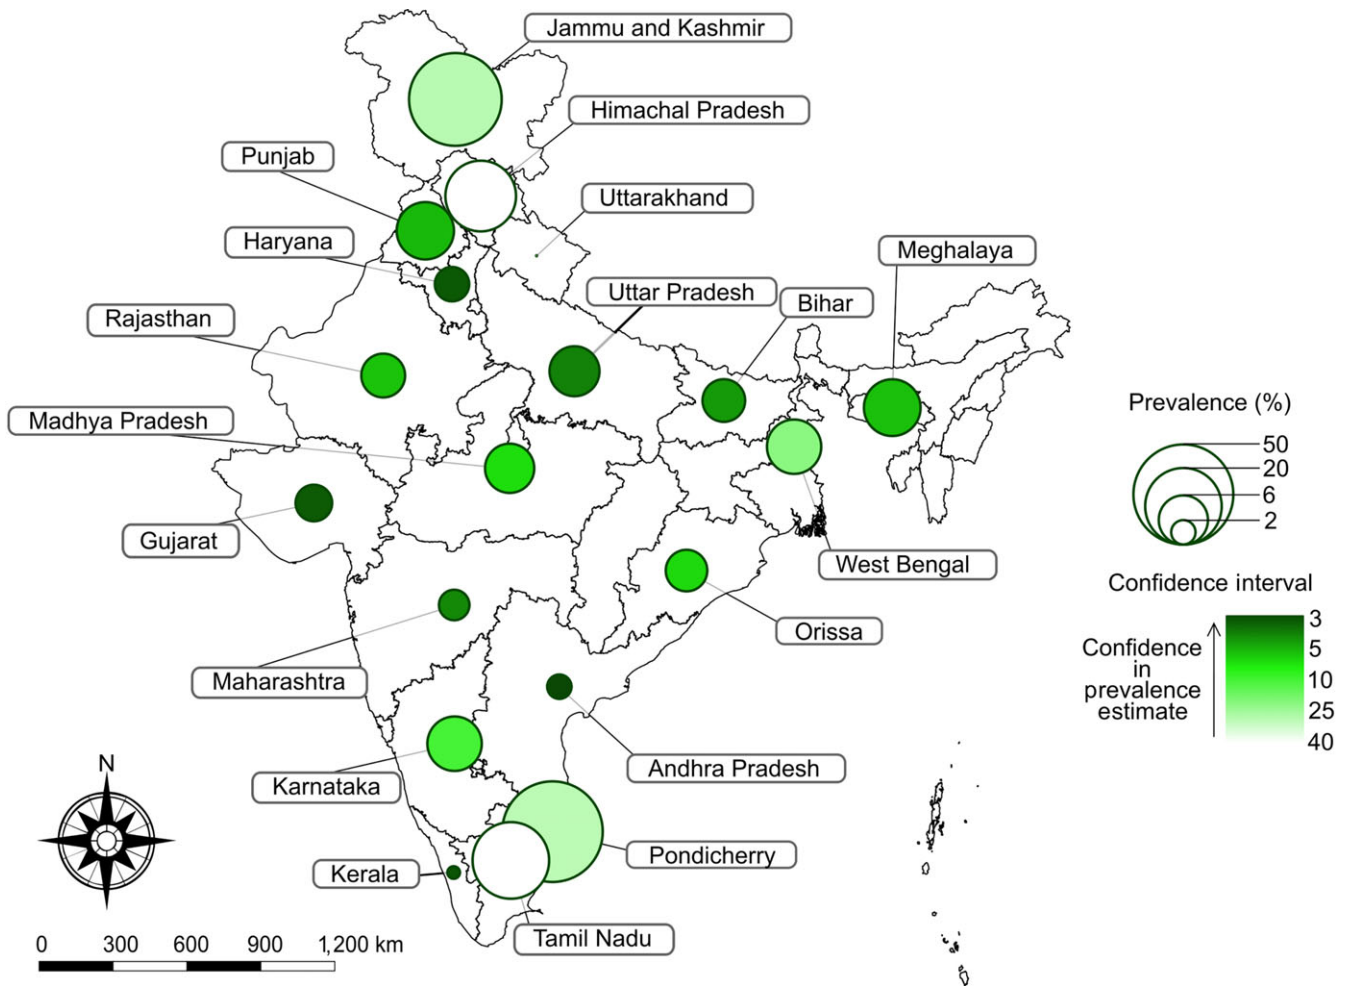 Jammu and Kashmir
Himachal Pradesh
Punjab
Uttarakhand
Haryana
Meghalaya
Uttar Pradesh
Bihar
Rajasthan
Madhya Pradesh
Prevalence (%)
50
20
6
2
Gujarat
West Bengal
Confidence interval
3
5
10
25
40
Confidence
in
prevalence
estimate
Orissa
Maharashtra
Andhra Pradesh
Karnataka
N
Pondicherry
Kerala
Tamil Nadu
0 300 600 900 1,200 km